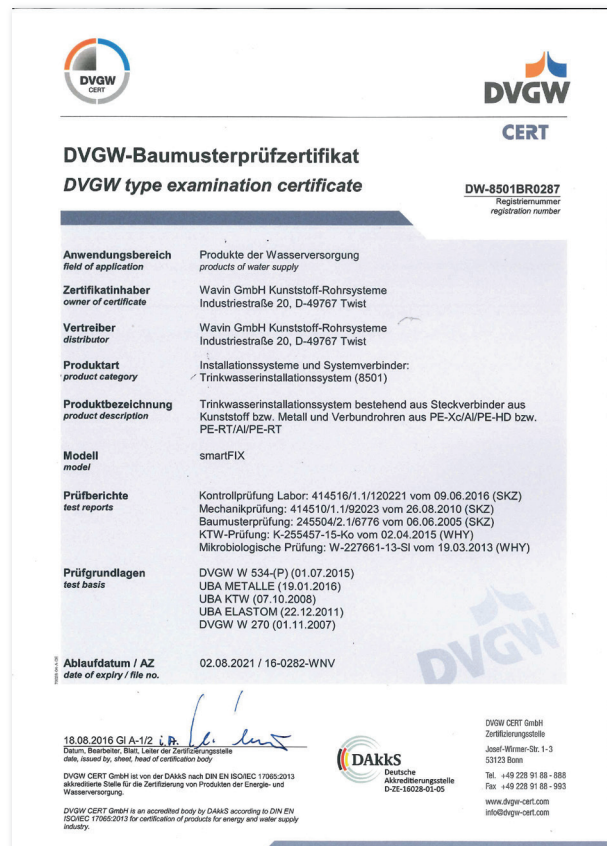 DVGW
CERT
DVGW
CERT
DVGW-Baumusterprüfzertifikat
DVGW type examination certificate
DW-8501BR0287
Registriernummer
registration number
Anwendungsbereich
field of application
Produkte der Wasserversorgung
products of water supply
Zertifikatinhaber
owner of certificate
Wavin GmbH Kunststoff-Rohrsysteme
Industriestraße 20, D-49767 Twist
Vertreiber
distributor
Wavin GmbH Kunststoff-Rohrsysteme
Industriestraße 20, D-49767 Twist
Produktart
product category
Installationssysteme und Systemverbinder:
Trinkwasserinstallationssystem (8501)
Produktbezeichnung
product description
Trinkwasserinstallationssystem bestehend aus Steckverbinder aus
Kunststoff bzw. Metall und Verbundrohren aus PE-Xc/Al/PE-HD bzw.
PE-RT/Al/PE-RT
Modell
model
smartFIX
Prüfberichte
test reports
Kontrollprüfung Labor: 414516/1.1/120221 vom 09.06.2016 (SKZ)
Mechanikprüfung: 414510/1.1/92023 vom 26.08.2010 (SKZ)
Baumusterprüfung: 245504/2.1/6776 vom 06.06.2005 (SKZ)
KTW-Prüfung: K-255457-15-Ko vom 02.04.2015 (WHY)
Mikrobiologische Prüfung: W-227661-13-Sl vom 19.03.2013 (WHY)
Prüfgrundlagen
test basis
DVGW W 534-(P) (01.07.2015)
UBA METALLE (19.01.2016)
UBA KTW (07.10.2008)
UBA ELASTOM (22.12.2011)
DVGW W 270 (01.11.2007)
Ablaufdatum / AZ
date of expiry / file no.
02.08.2021 / 16-0282-WNV
DVGW
18.08.2016 Gl A-1/2 i.A.
Datum, Bearbeiter, Blatt, Leiter der Zertifizierungsstelle
date, issued by, sheet, head of certification body
DVGW CERT GmbH ist von der DAkkS nach DIN EN ISO/IEC 17065:2013
akkreditierte Stelle für die Zertifizierung von Produkten der Energie- und
Wasserversorgung.
DVGW CERT GmbH is an accredited body by DAkkS according to DIN EN
ISO/IEC 17065:2013 for certification of products for energy and water supply
industry.
DAkkS
Deutsche
Akkreditierungsstelle
D-ZE-16028-01-05
DVGW CERT GmbH
Zertifizierungsstelle
Josef-Wirmer-Str. 1-3
53123 Bonn
Tel. +49 228 91 88 - 888
Fax +49 228 91 88 - 993
www.dvgw-cert.com
info@dvgw-cert.com